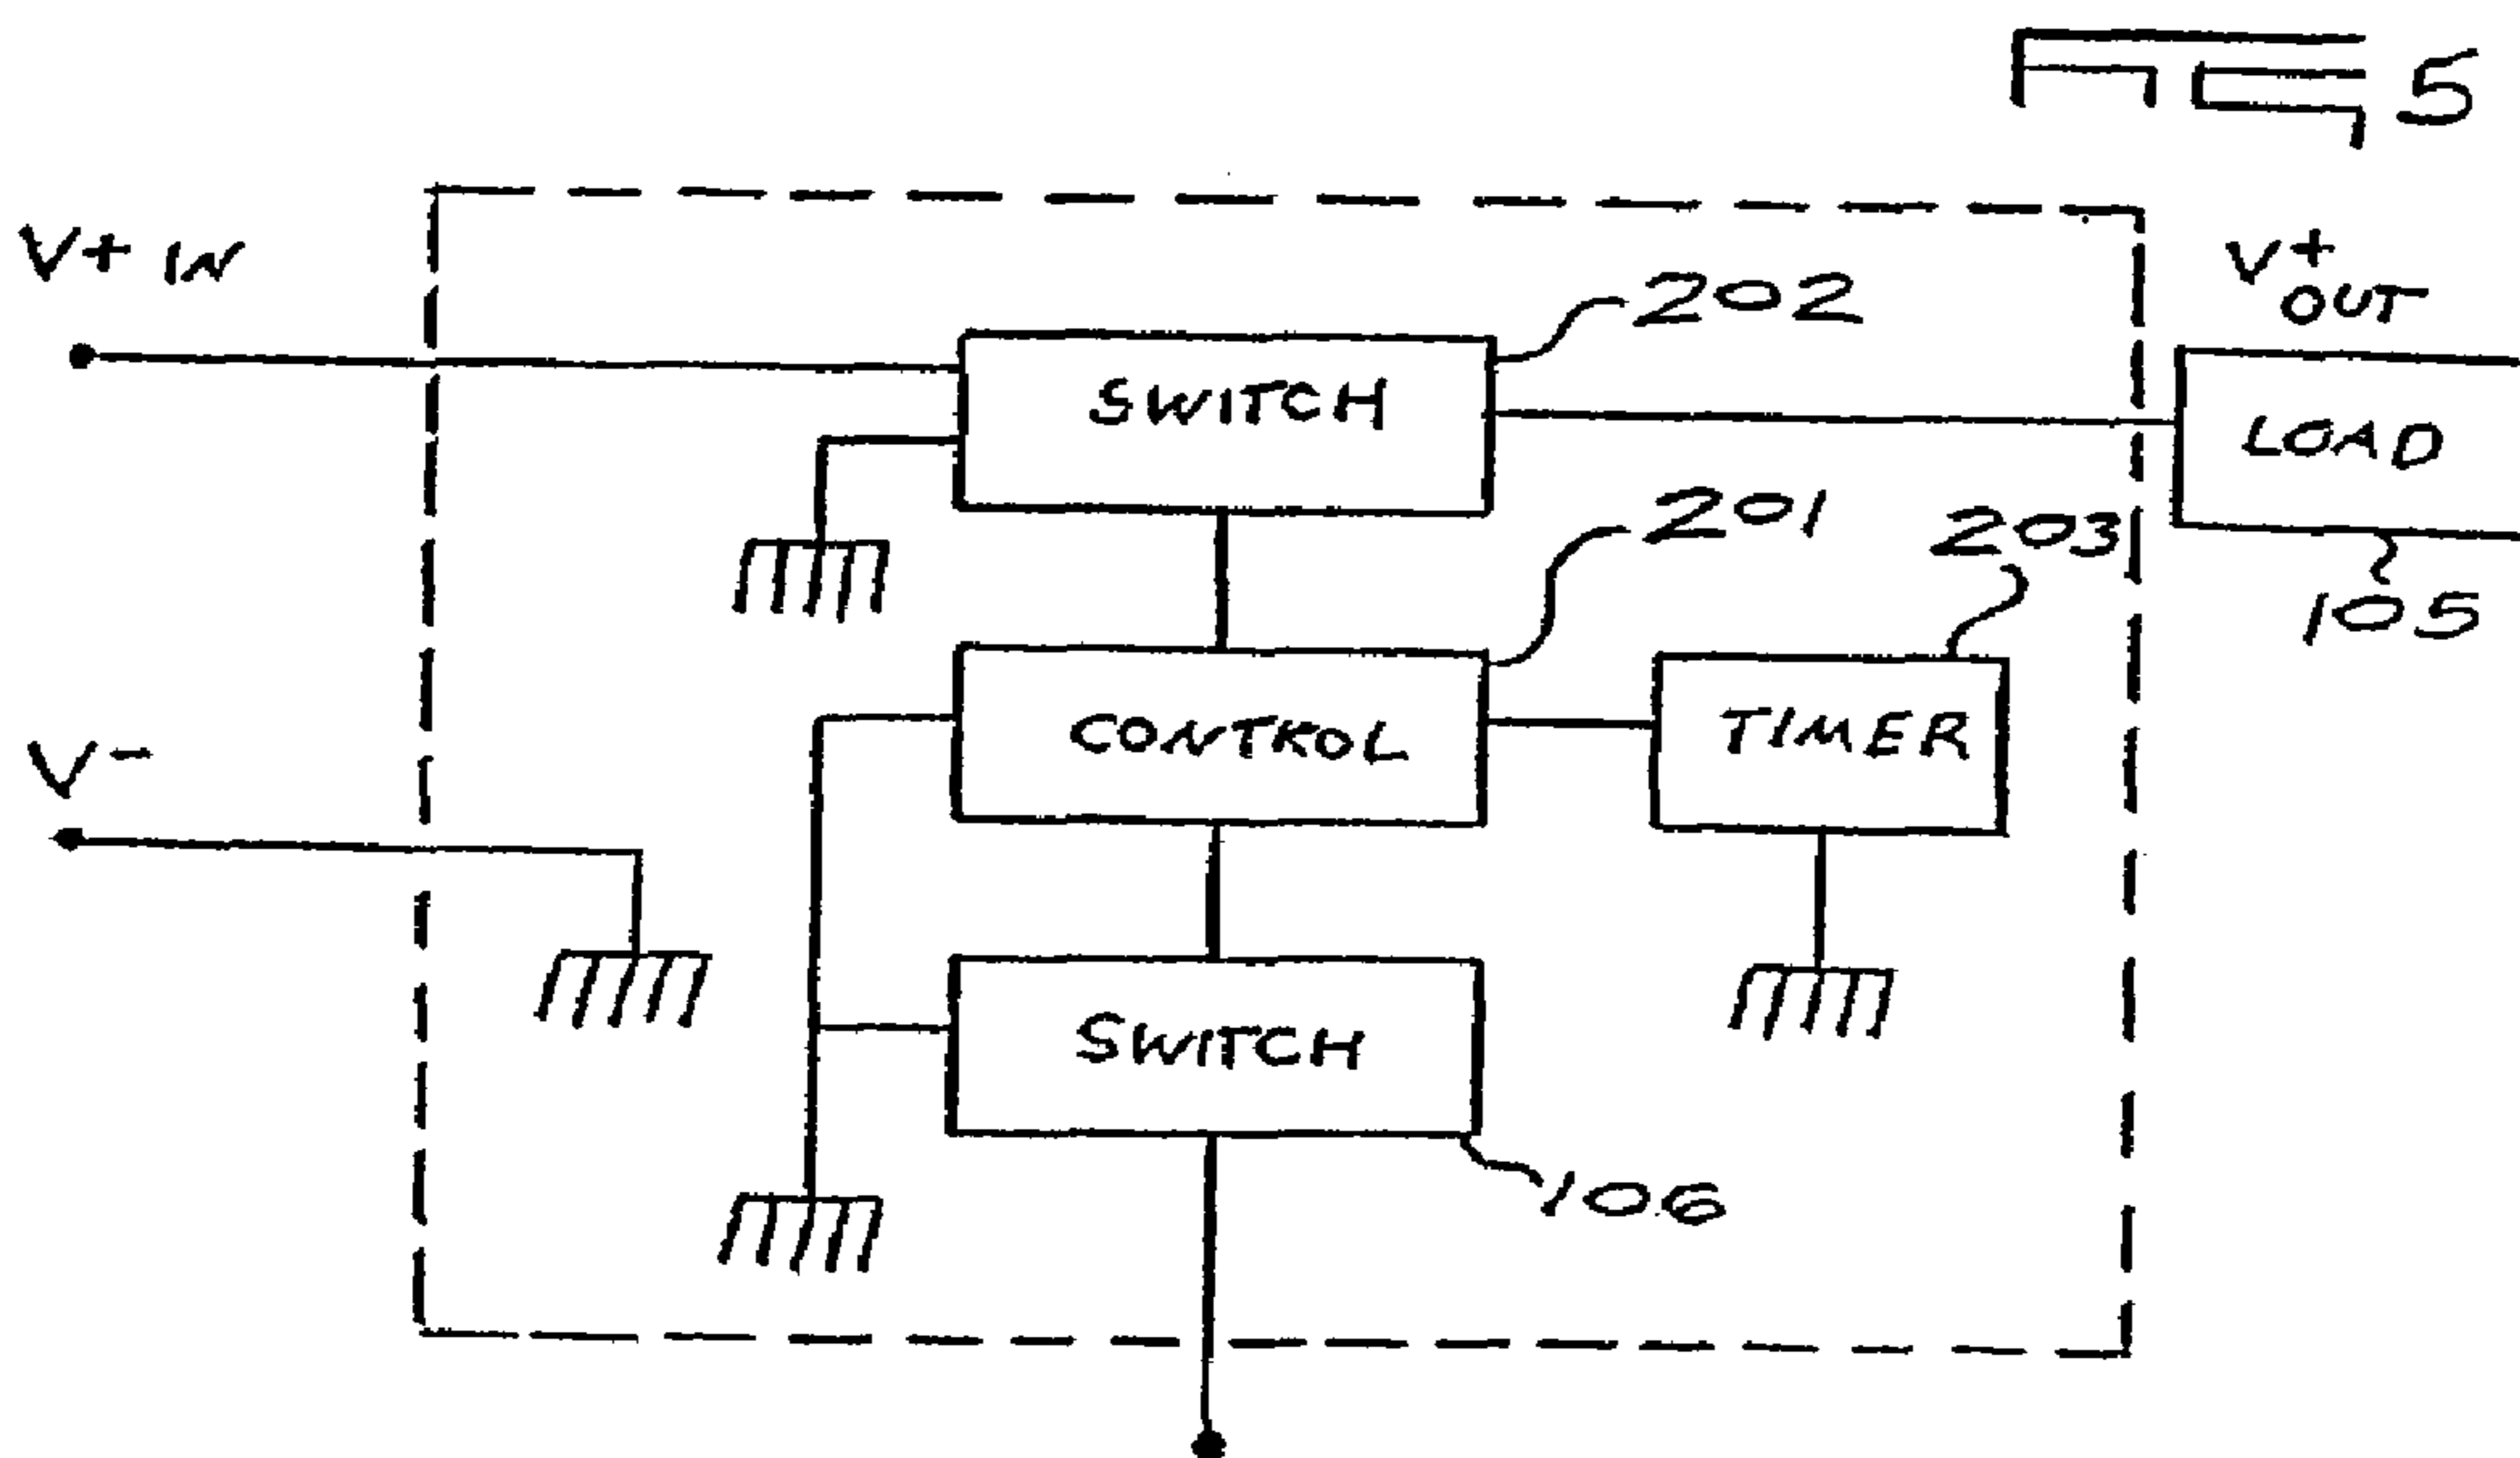 FIG 5
V+ IN
V+
OUT
202
SWITCH
LOAD
201
203
105
CONTROL
TIMER
V-
SWITCH
106